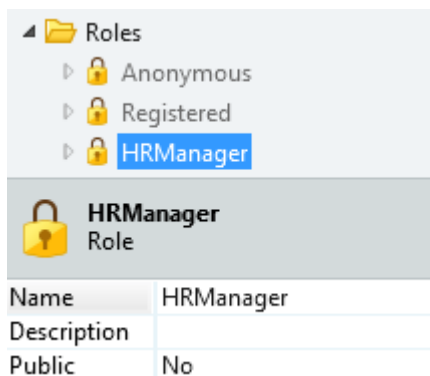 Roles
Anonymous
Registered
HRManager
HRManager
Role
Name HRManager
Description
Public No